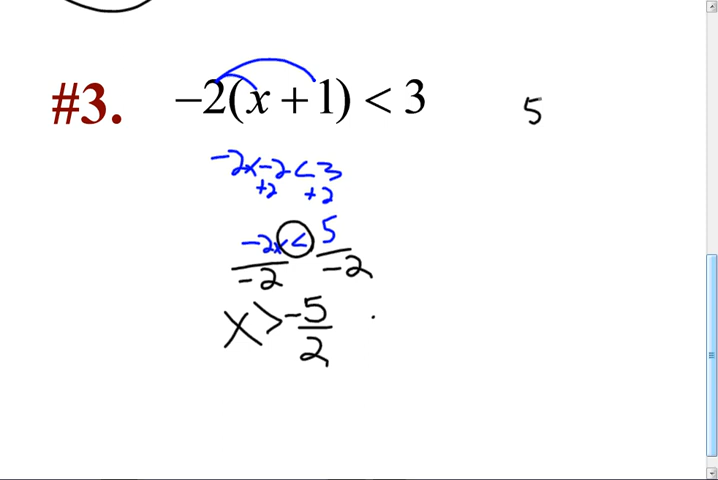 #3. −2(x + 1) < 3 5
-2x-2<3
+2 +2
-2x< 5
-2 -2
x>-5
2